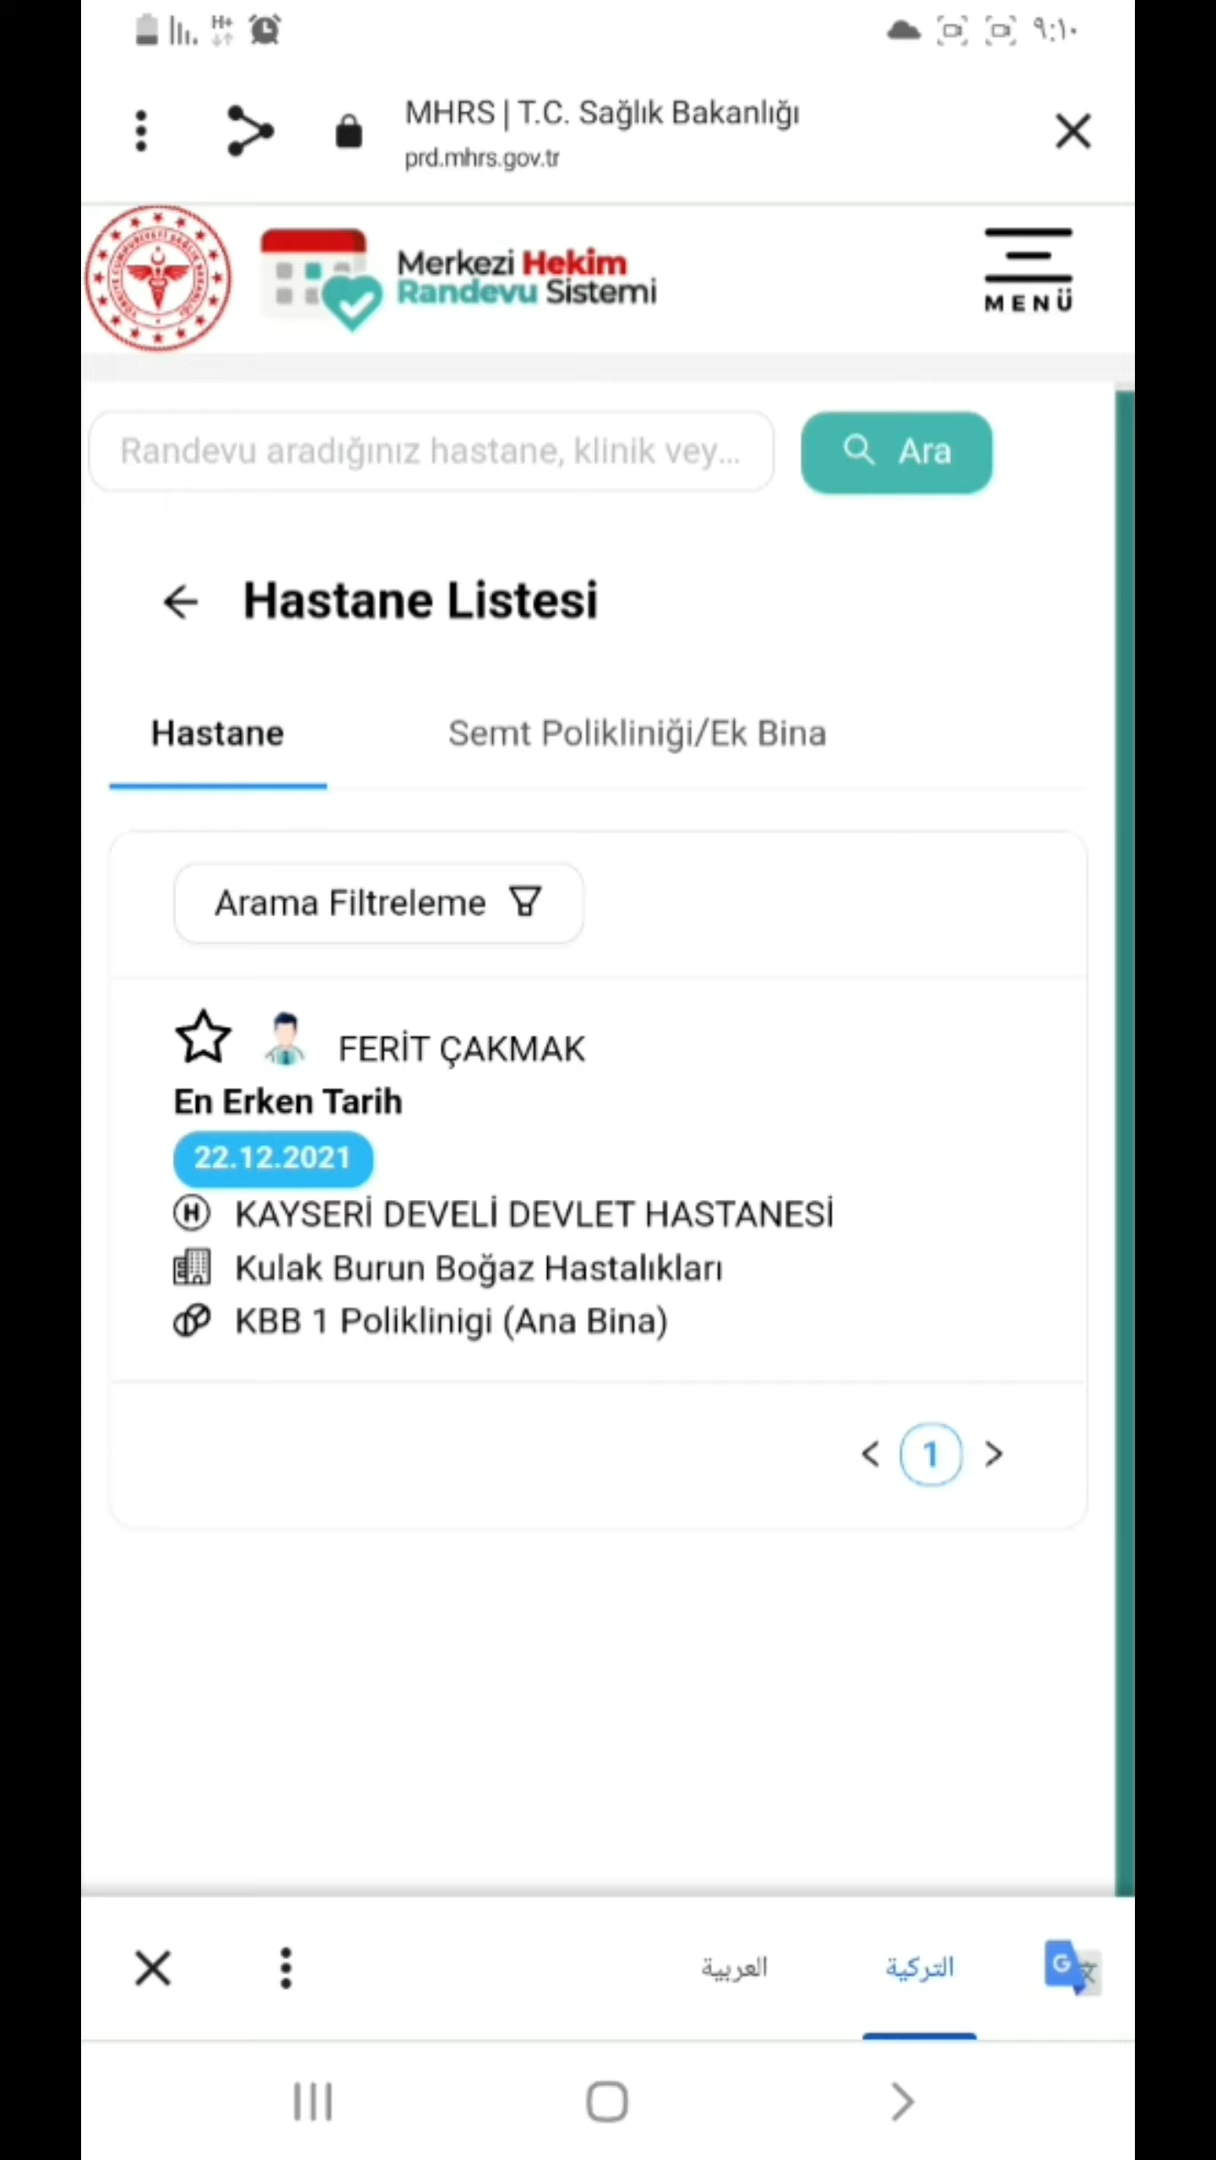 H+
٩:١٠
MHRS | T.C. Sağlık Bakanlığı
prd.mhrs.gov.tr
Merkezi Hekim
Randevu Sistemi
MENÜ
Randevu aradığınız hastane, klinik vey...
Ara
Hastane Listesi
Hastane
Semt Polikliniği/Ek Bina
Arama Filtreleme
FERİT ÇAKMAK
En Erken Tarih
22.12.2021
H KAYSERİ DEVELİ DEVLET HASTANESİ
Kulak Burun Boğaz Hastalıkları
KBB 1 Poliklinigi (Ana Bina)
< 1 >
العربية
التركية
G